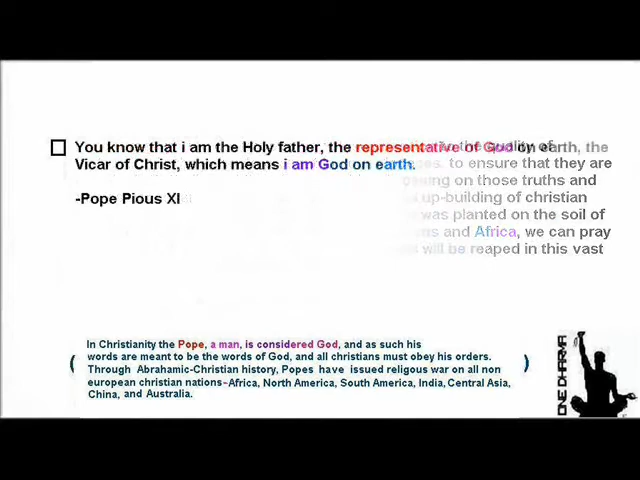 You know that i am the Holy father, the representative of God on earth, the
Vicar of Christ, which means i am God on earth.
-Pope Pious XI
the quality of
to ensure that they are
on those truths and
up-building of christian
was planted on the soil of
and Africa, we can pray
will be reaped in this vast
In Christianity the Pope, a man, is considered God, and as such his
words are meant to be the words of God, and all christians must obey his orders.
Through Abrahamic-Christian history, Popes have issued religous war on all non
european christian nations-Africa, North America, South America, India, Central Asia,
China, and Australia.
ONE DHARMA